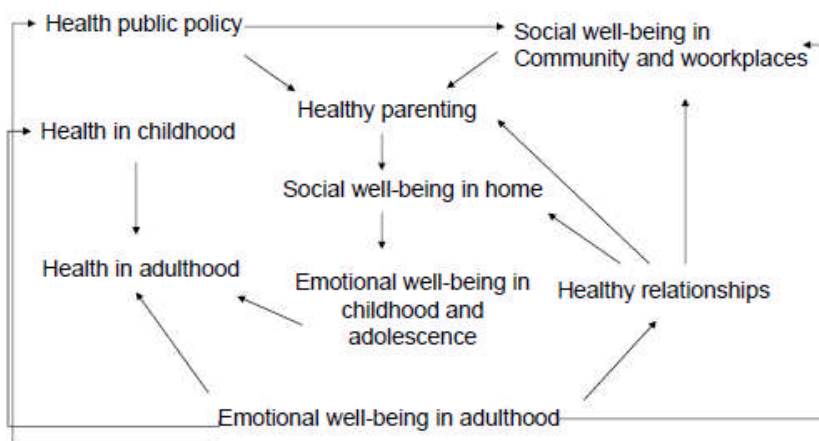 Health public policy
Social well-being in
Community and woorkplaces
Healthy parenting
Health in childhood
Social well-being in home
Health in adulthood
Emotional well-being in
childhood and
adolescence
Healthy relationships
Emotional well-being in adulthood